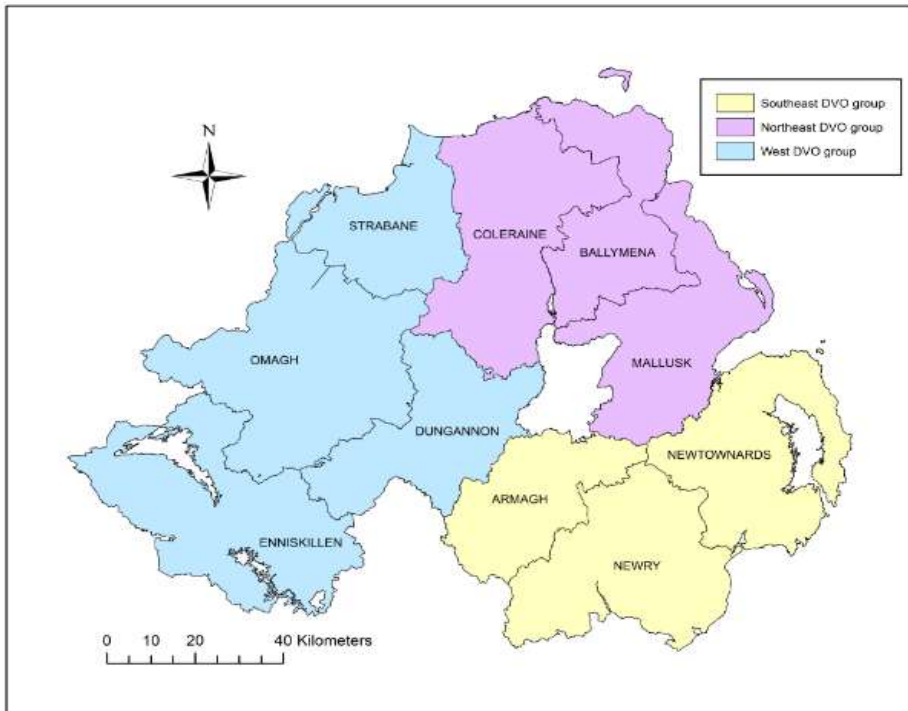 Southeast DVO group
Northeast DVO group
West DVO group
N
STRABANE
COLERAINE
BALLYMENA
OMAGH
MALLUSK
DUNGANNON
NEWTOWNARDS
ARMAGH
ENNISKILLEN
NEWRY
0 10 20 40 Kilometers